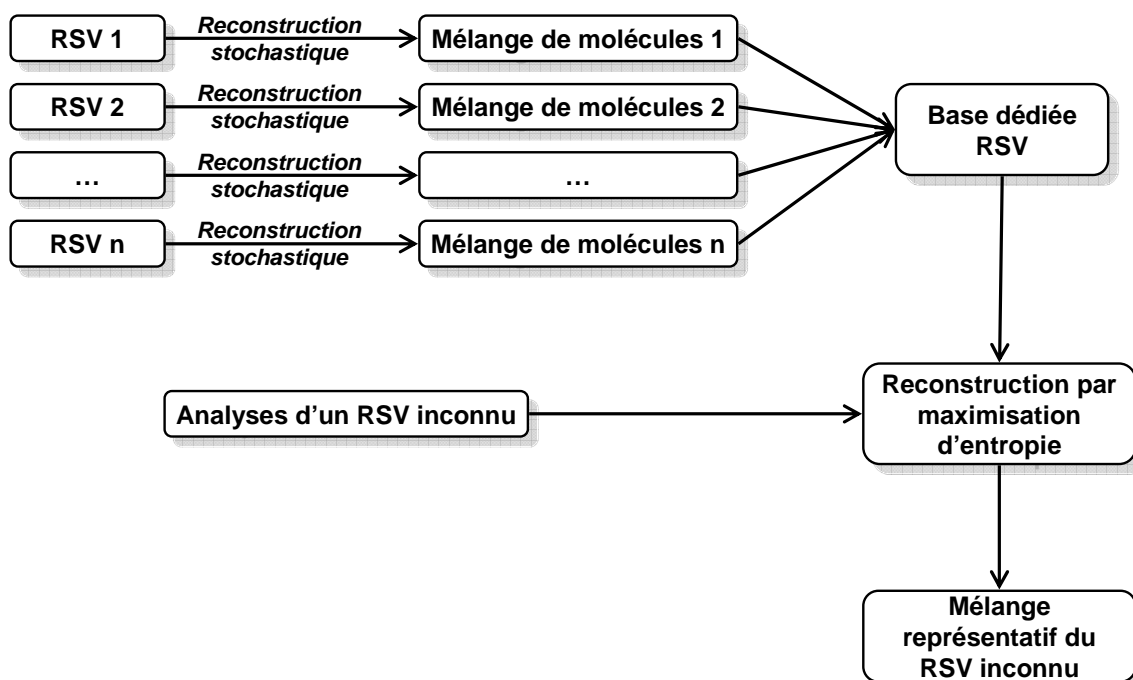 RSV 1
Reconstruction
stochastique
Mélange de molécules 1
RSV 2
Reconstruction
stochastique
Mélange de molécules 2
...
Reconstruction
stochastique
...
RSV n
Reconstruction
stochastique
Mélange de molécules n
Base dédiée
RSV
Analyses d’un RSV inconnu
Reconstruction par
maximisation
d’entropie
Mélange
représentatif du
RSV inconnu